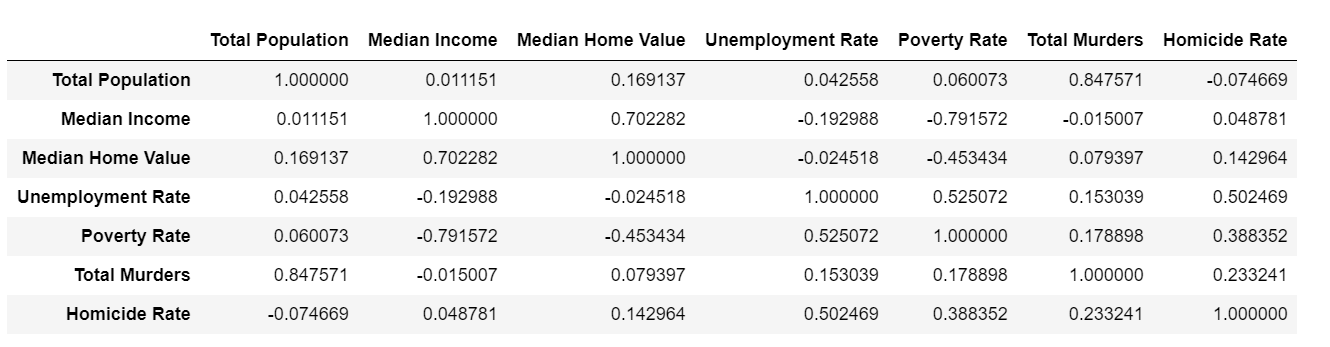 Total Population Median Income Median Home Value Unemployment Rate Poverty Rate Total Murders Homicide Rate
Total Population 1.000000 0.011151 0.169137 0.042558 0.060073 0.847571 -0.074669
Median Income 0.011151 1.000000 0.702282 -0.192988 -0.791572 -0.015007 0.048781
Median Home Value 0.169137 0.702282 1.000000 -0.024518 -0.453434 0.079397 0.142964
Unemployment Rate 0.042558 -0.192988 -0.024518 1.000000 0.525072 0.153039 0.502469
Poverty Rate 0.060073 -0.791572 -0.453434 0.525072 1.000000 0.178898 0.388352
Total Murders 0.847571 -0.015007 0.079397 0.153039 0.178898 1.000000 0.233241
Homicide Rate -0.074669 0.048781 0.142964 0.502469 0.388352 0.233241 1.000000